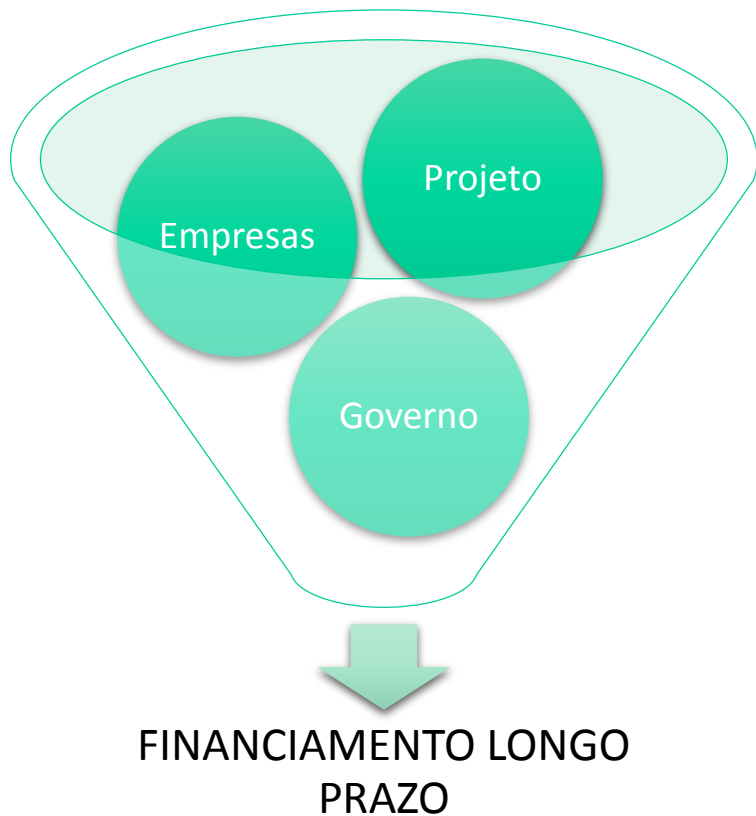 Projeto
Empresas
Governo
FINANCIAMENTO LONGO
PRAZO